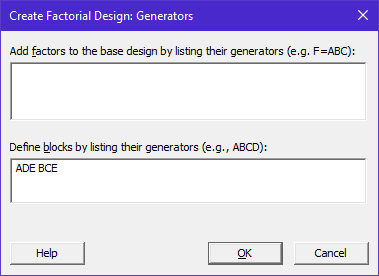 Create Factorial Design: Generators
Add factors to the base design by listing their generators (e.g. F=ABC):
Define blocks by listing their generators (e.g., ABCD):
ADE BCE
Help
OK
Cancel